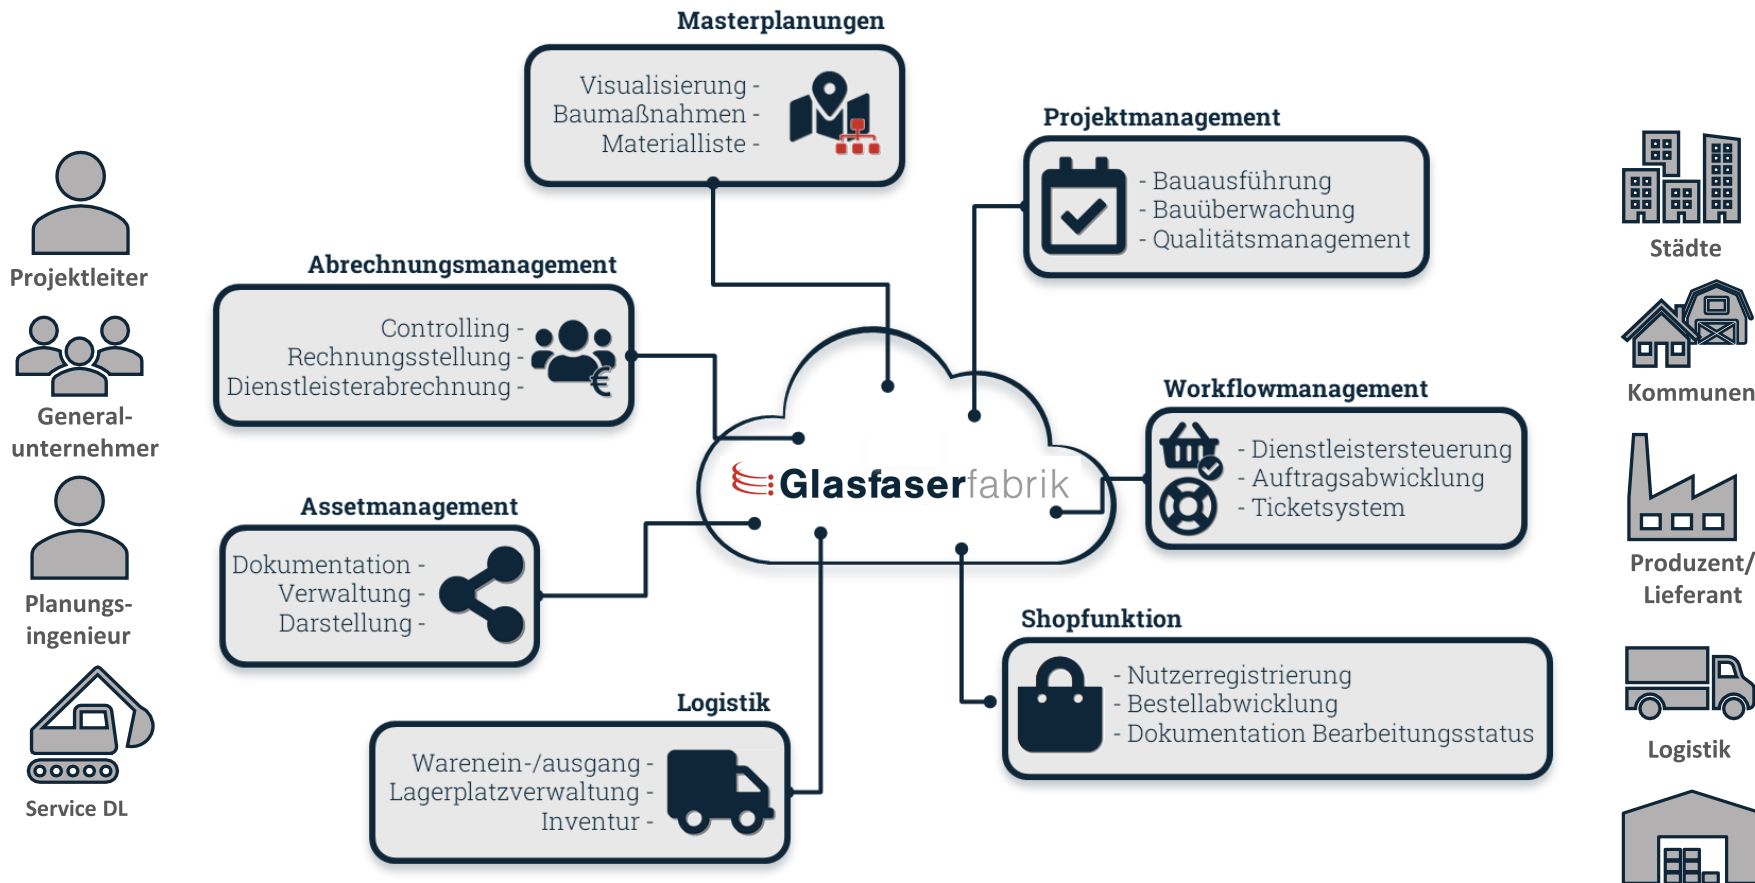 Masterplanungen
Visualisierung -
Baumaßnahmen -
Materialliste -
Projektmanagement
- Bauausführung
- Bauüberwachung
- Qualitätsmanagement
Abrechnungsmanagement
Controlling -
Rechnungsstellung -
Dienstleisterabrechnung -
Workflowmanagement
- Dienstleistersteuerung
- Auftragsabwicklung
- Ticketsystem
Glasfaserfabrik
Assetmanagement
Dokumentation -
Verwaltung -
Darstellung -
Shopfunktion
- Nutzerregistrierung
- Bestellabwicklung
- Dokumentation Bearbeitungsstatus
Logistik
Warenein-/ausgang -
Lagerplatzverwaltung -
Inventur -
Projektleiter
General-
unternehmer
Planungs-
ingenieur
Service DL
Städte
Kommunen
Produzent/
Lieferant
Logistik